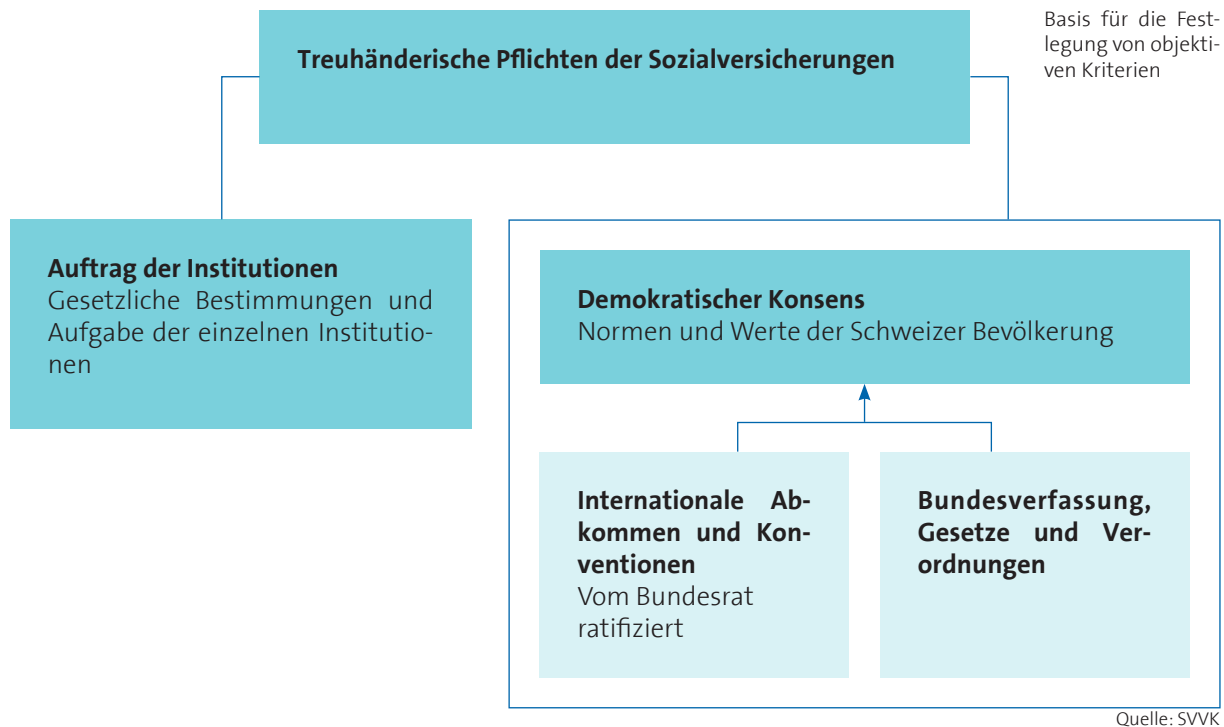 Treuhänderische Pflichten der Sozialversicherungen
Basis für die Fest-
legung von objekti-
ven Kriterien
Auftrag der Institutionen
Gesetzliche Bestimmungen und
Aufgabe der einzelnen Institutio-
nen
Demokratischer Konsens
Normen und Werte der Schweizer Bevölkerung
Internationale Ab-
kommen und Kon-
ventionen
Vom Bundesrat
ratifiziert
Bundesverfassung,
Gesetze und Ver-
ordnungen
Quelle: SVVK